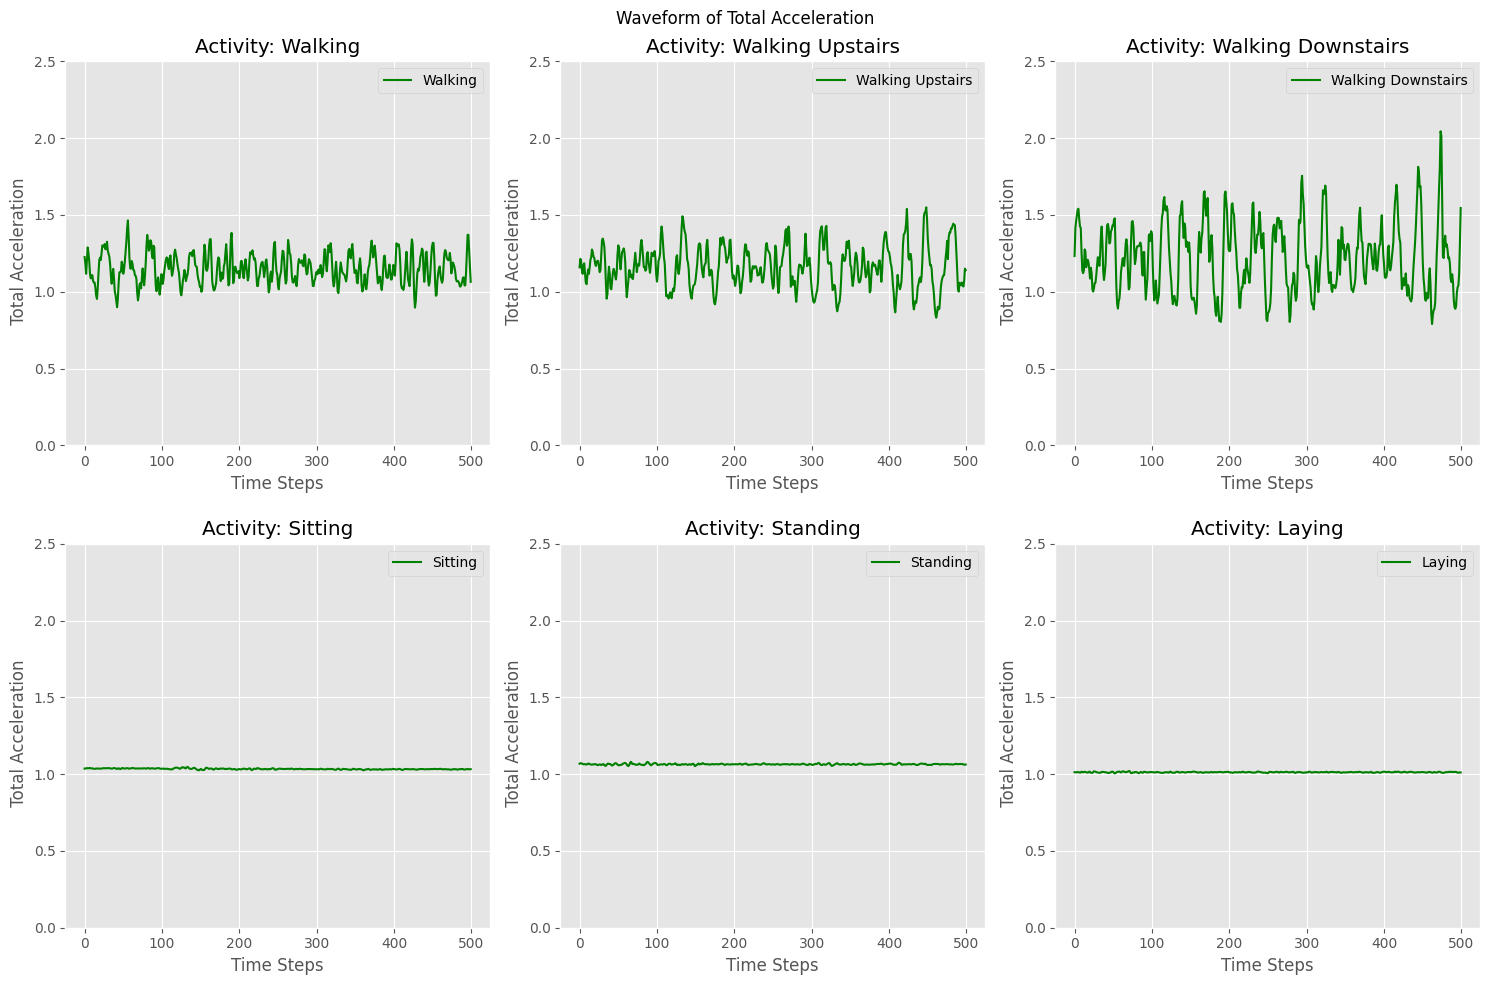 Waveform of Total Acceleration
Activity: Walking
Walking
Total Acceleration
2.5
2.0
1.5
1.0
0.5
0.0
0 100 200 300 400 500
Time Steps
Activity: Walking Upstairs
Walking Upstairs
Total Acceleration
2.5
2.0
1.5
1.0
0.5
0.0
0 100 200 300 400 500
Time Steps
Activity: Walking Downstairs
Walking Downstairs
Total Acceleration
2.5
2.0
1.5
1.0
0.5
0.0
0 100 200 300 400 500
Time Steps
Activity: Sitting
Sitting
Total Acceleration
2.5
2.0
1.5
1.0
0.5
0.0
0 100 200 300 400 500
Time Steps
Activity: Standing
Standing
Total Acceleration
2.5
2.0
1.5
1.0
0.5
0.0
0 100 200 300 400 500
Time Steps
Activity: Laying
Laying
Total Acceleration
2.5
2.0
1.5
1.0
0.5
0.0
0 100 200 300 400 500
Time Steps